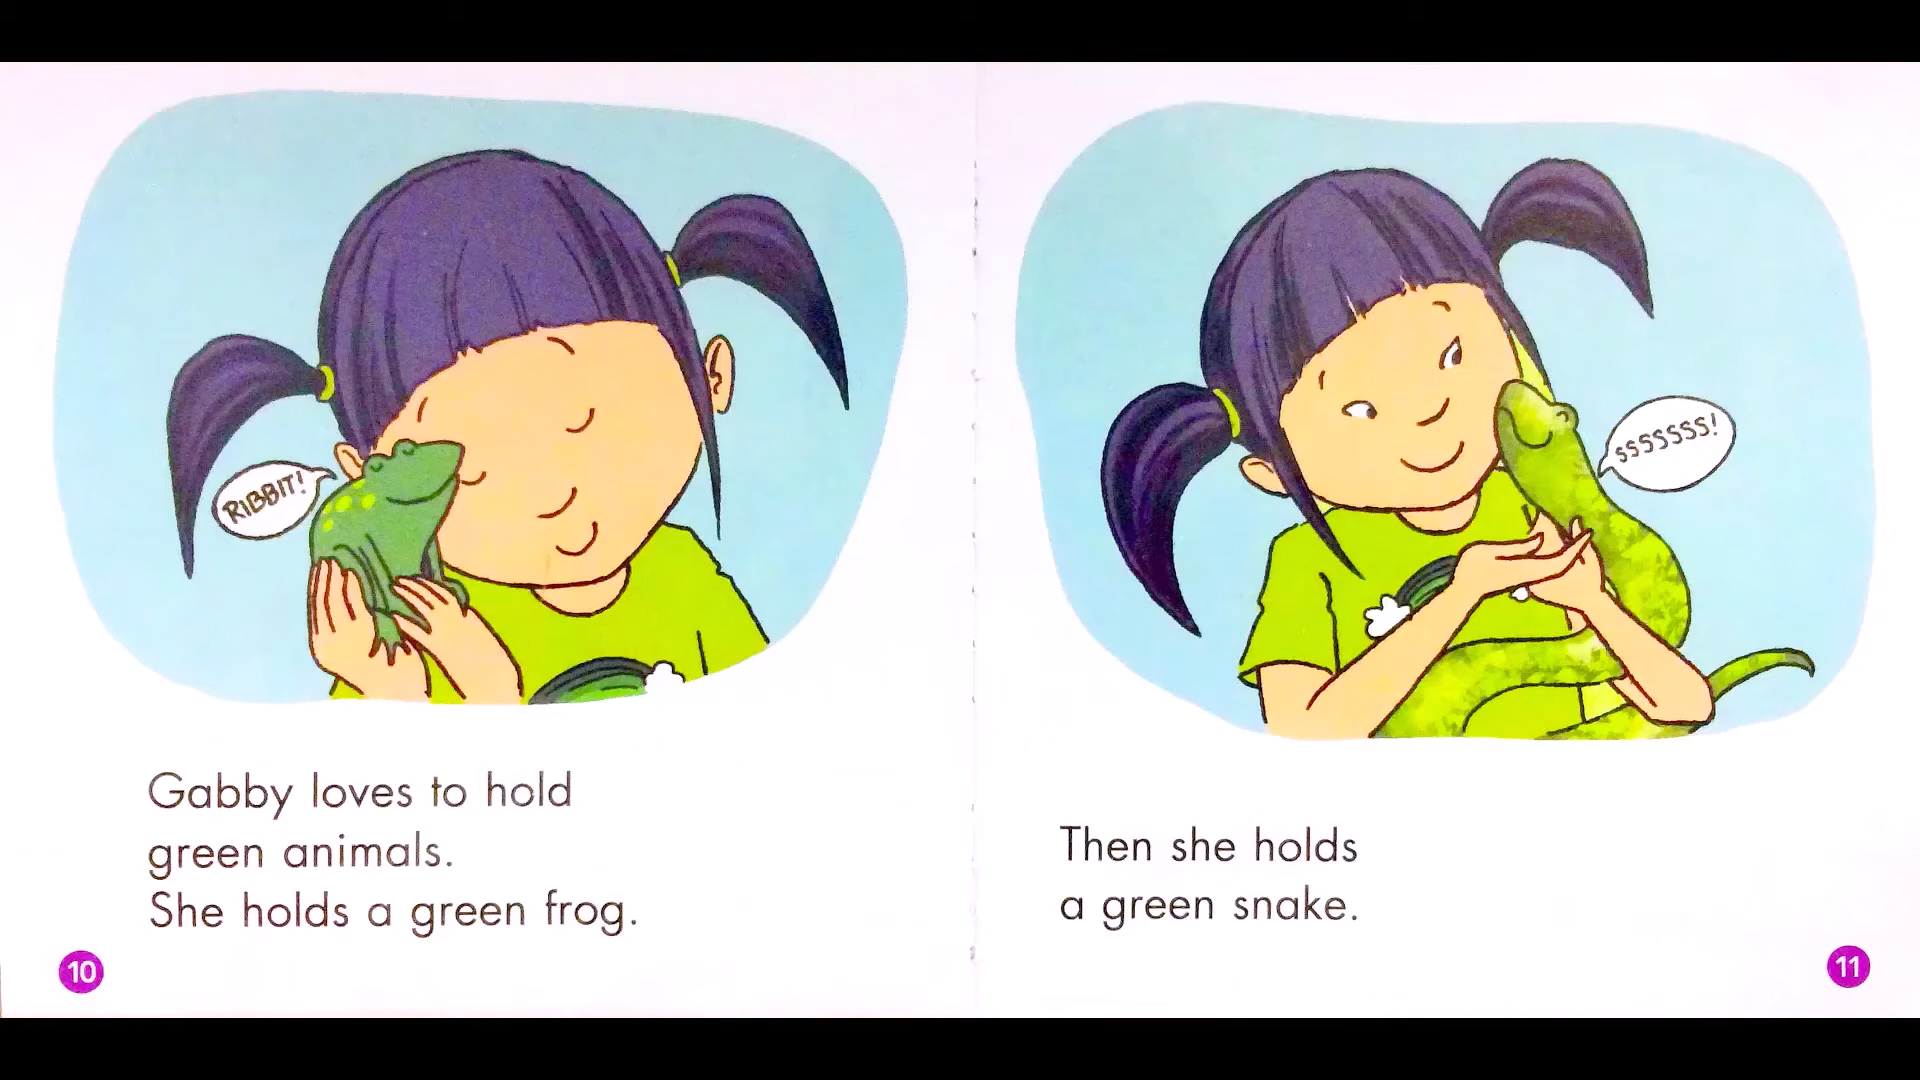 RIBBIT!
Gabby loves to hold
green animals.
She holds a green frog.
10
SSSSSSS!
Then she holds
a green snake.
11